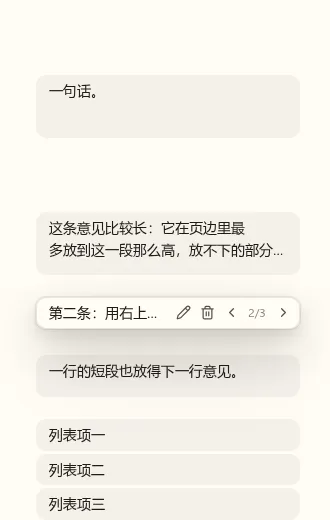 一句话。
这条意见比较长：它在页边里最
多放到这一段那么高，放不下的部分...
第二条：用右上... 2/3
一行的短段也放得下一行意见。
列表项一
列表项二
列表项三